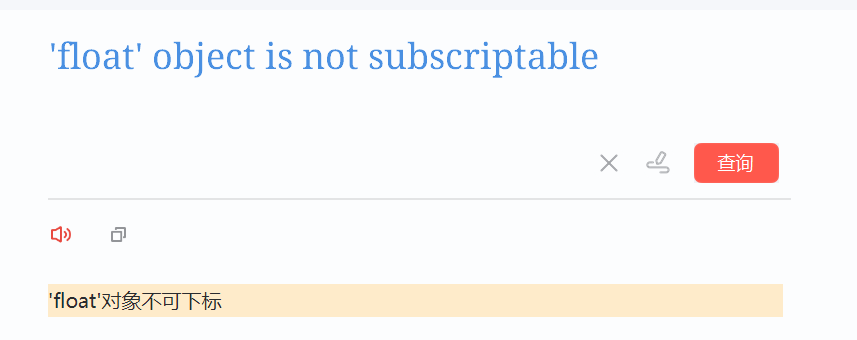 'float' object is not subscriptable
查询
'float'对象不可下标